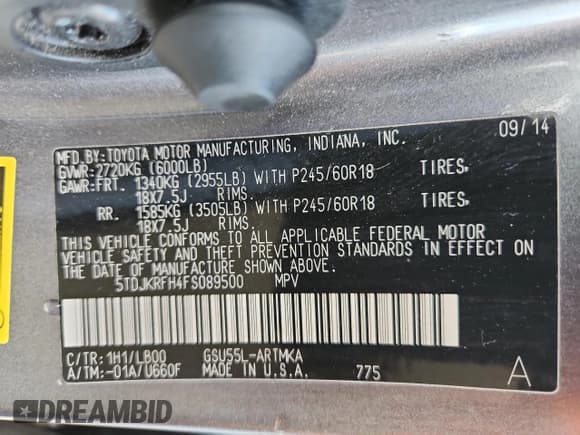 09/14
MFD.BY:TOYOTA MOTOR MANUFACTURING, INDIANA, INC.
GVWR:2720KG (6000LB)
GAWR:FRT. 1340KG (2955LB) WITH P245/60R18 TIRES,
18X7.5J RIMS.
RR. 1585KG (3505LB) WITH P245/60R18 TIRES,
18X7.5J RIMS.
THIS VEHICLE CONFORMS TO ALL APPLICABLE FEDERAL MOTOR
VEHICLE SAFETY AND THEFT PREVENTION STANDARDS IN EFFECT ON
THE DATE OF MANUFACTURE SHOWN ABOVE.
5TDJKRFH4FS089500 MPV
C/TR:1H1/LB00 GSU55L-ARTMKA
A/TM:-01A/U660F MADE IN U.S.A. 775 A
DREAMBID